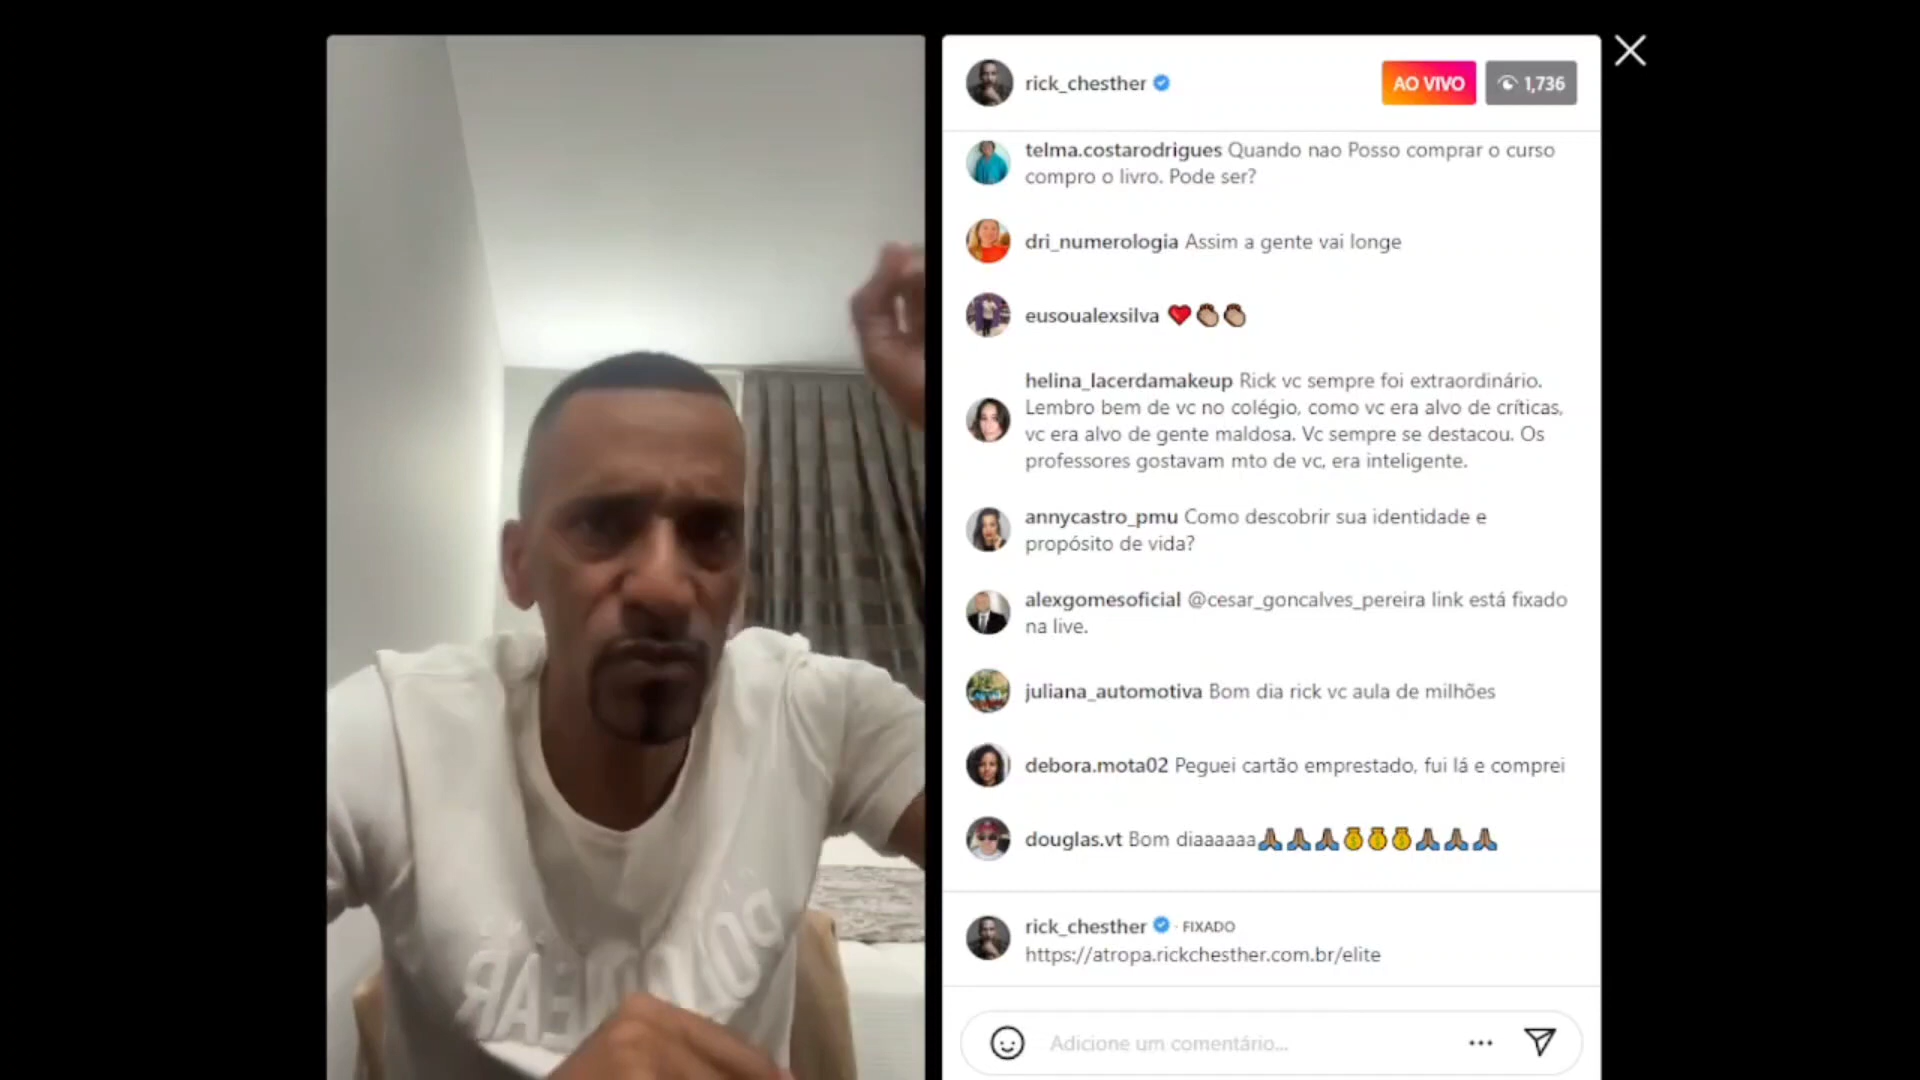 rick_chesther
AO VIVO
1,736
telma.costarodrigues Quando nao Posso comprar o curso
compro o livro. Pode ser?
dri_numerologia Assim a gente vai longe
eusoualexsilva ❤️👏🏽👏🏽
helina_lacerdamakeup Rick vc sempre foi extraordinário.
Lembro bem de vc no colégio, como vc era alvo de críticas,
vc era alvo de gente maldosa. Vc sempre se destacou. Os
professores gostavam mto de vc, era inteligente.
annycastro_pmu Como descobrir sua identidade e
propósito de vida?
alexgomesoficial @cesar_goncalves_pereira link está fixado
na live.
juliana_automotiva Bom dia rick vc aula de milhões
debora.mota02 Peguei cartão emprestado, fui lá e comprei
douglas.vt Bom diaaaaaa🙏🏽🙏🏽🙏🏽💰💰💰🙏🏽🙏🏽🙏🏽
rick_chesther · FIXADO
https://atropa.rickchesther.com.br/elite
Adicione um comentário...